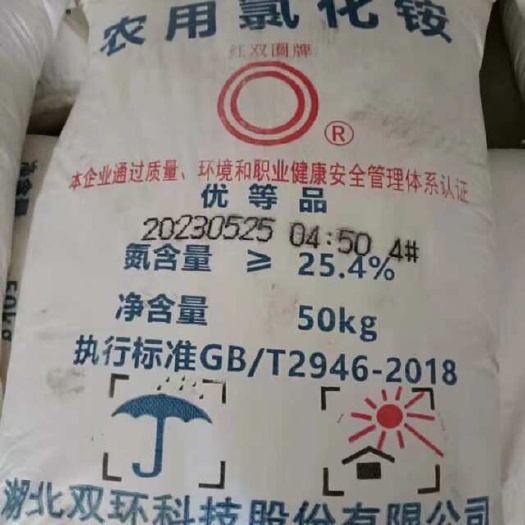 农用氯化铵
红双圈牌
®
本企业通过质量、环境和职业健康安全管理体系认证
优等品
20230525 04:50 4#
氮含量 ≥ 25.4%
净含量 50kg
执行标准GB/T2946-2018
湖北双环科技股份有限公司
50kg